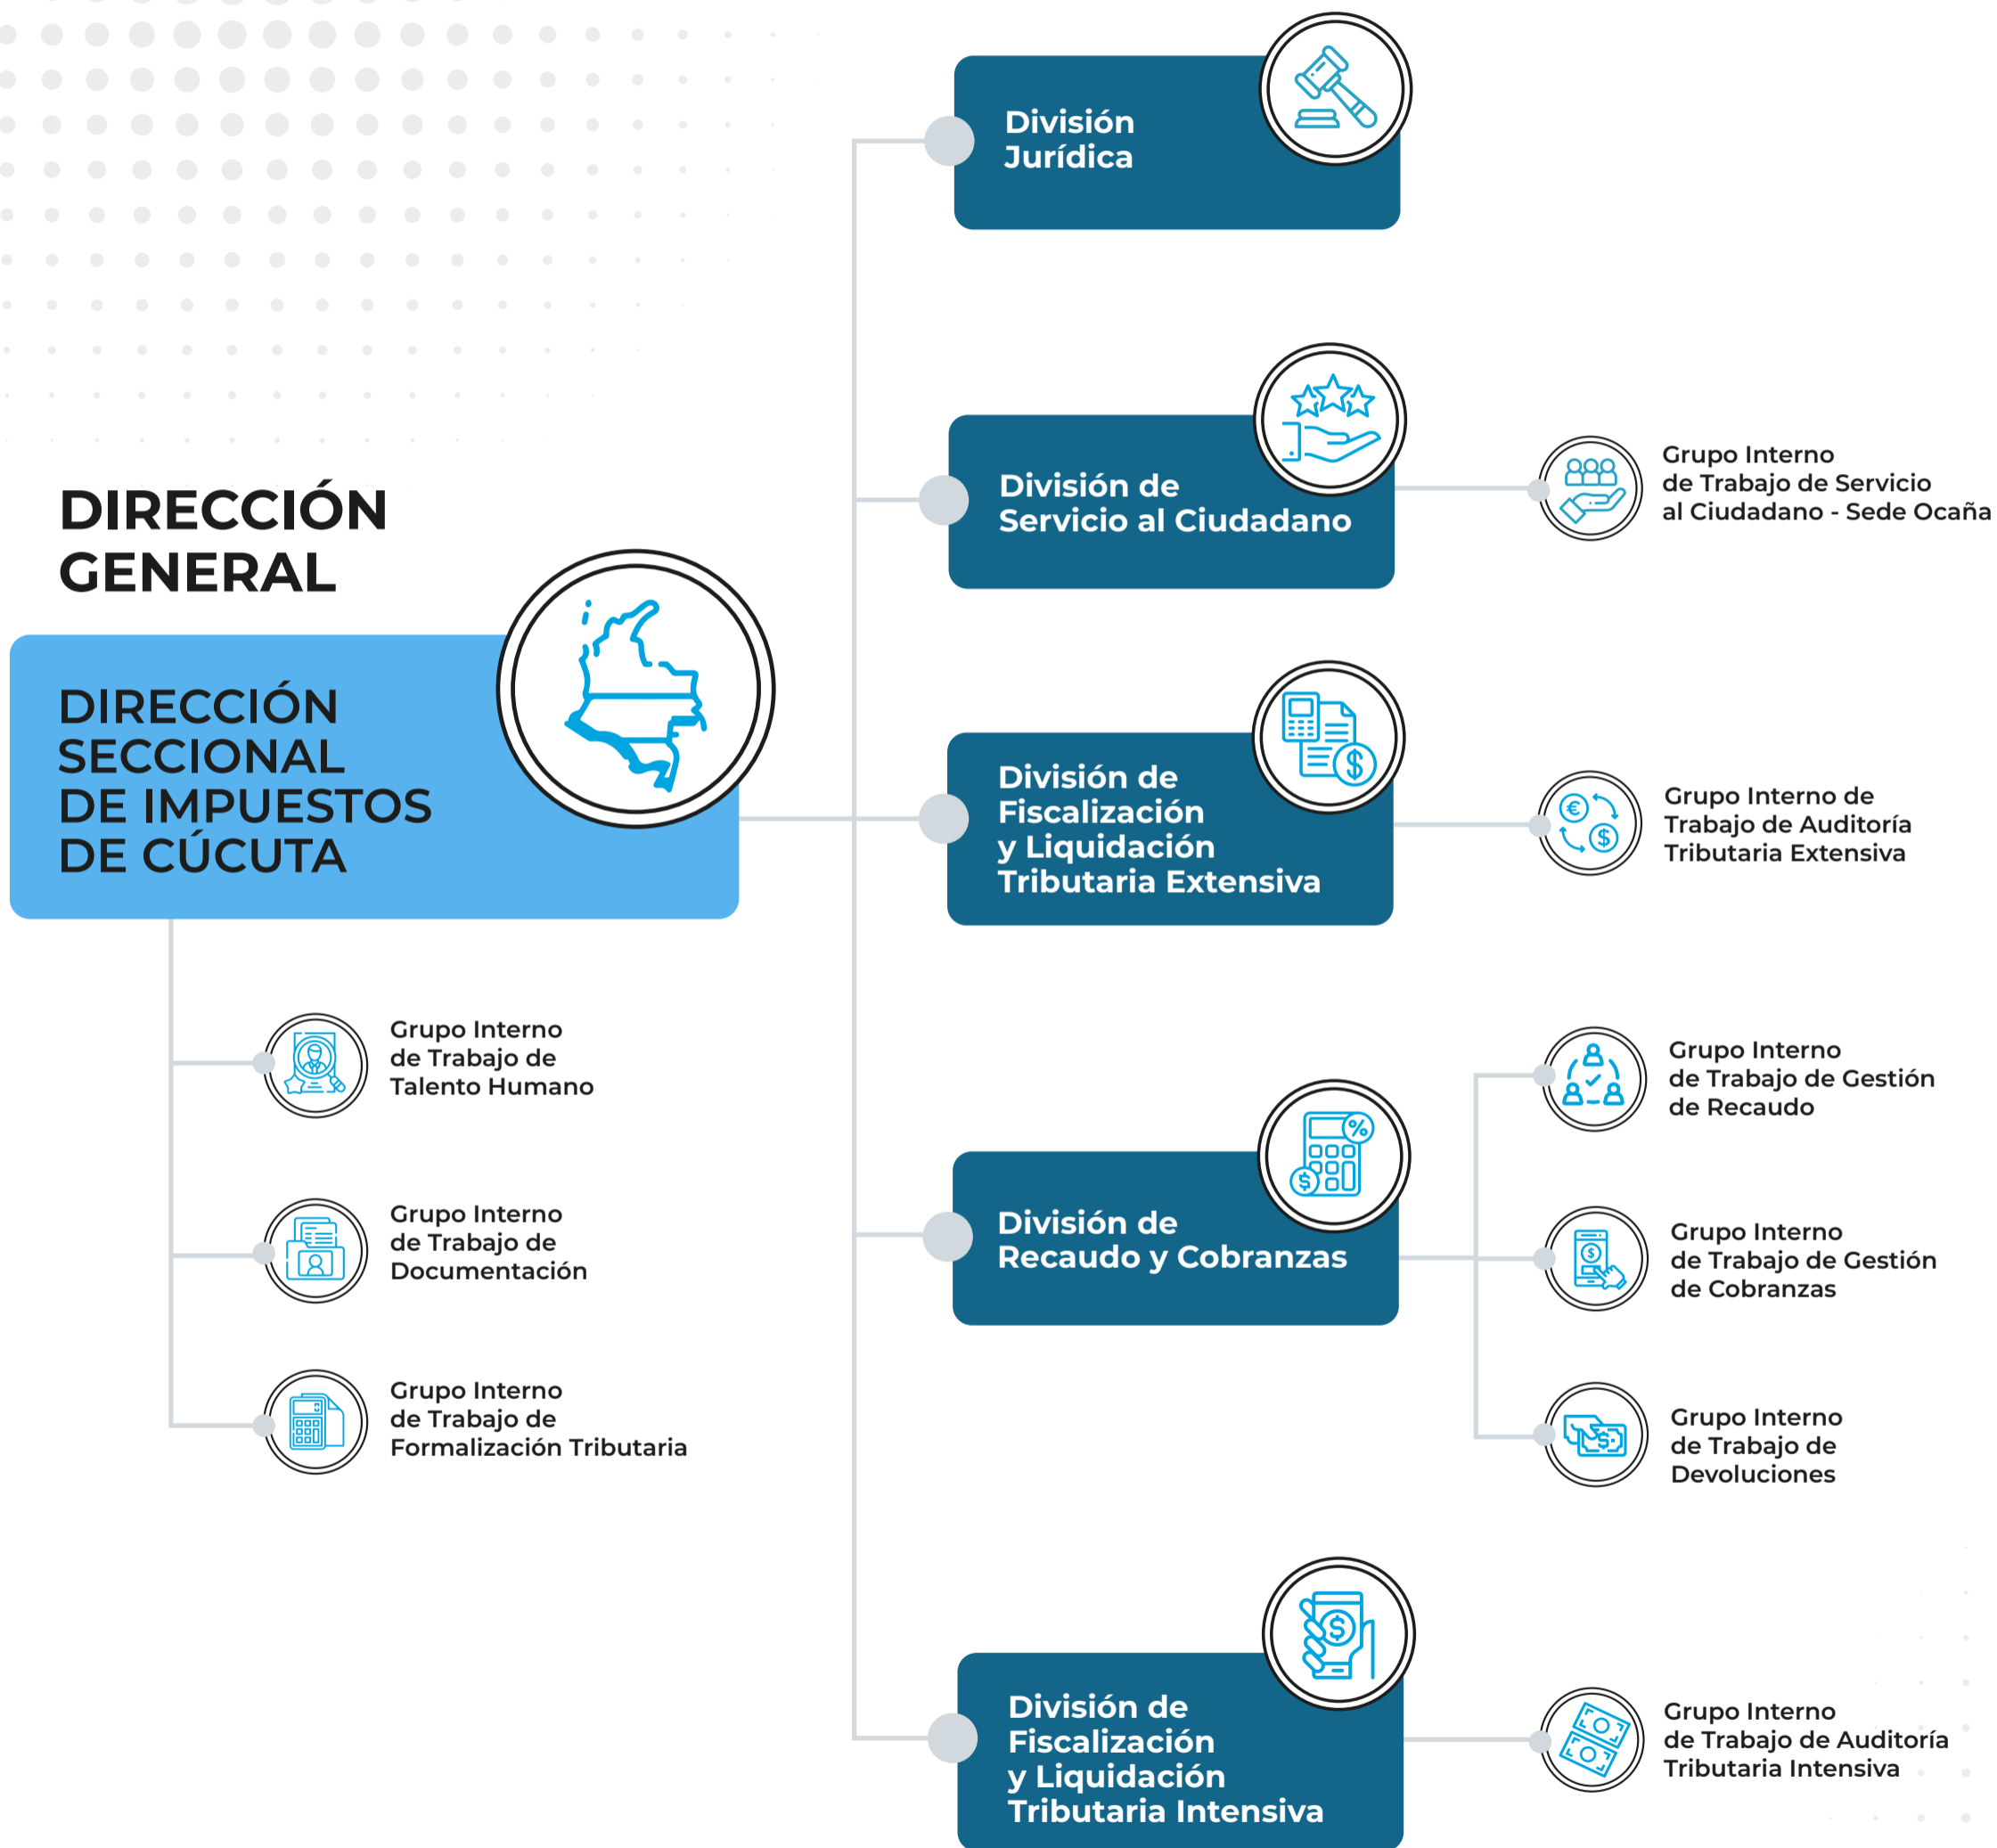 DIRECCIÓN
GENERAL
DIRECCIÓN
SECCIONAL
DE IMPUESTOS
DE CÚCUTA
Grupo Interno
de Trabajo de
Talento Humano
Grupo Interno
de Trabajo de
Documentación
Grupo Interno
de Trabajo de
Formalización Tributaria
División
Jurídica
División de
Servicio al Ciudadano
Grupo Interno
de Trabajo de Servicio
al Ciudadano - Sede Ocaña
División de
Fiscalización
y Liquidación
Tributaria Extensiva
Grupo Interno de
Trabajo de Auditoría
Tributaria Extensiva
División de
Recaudo y Cobranzas
Grupo Interno
de Trabajo de Gestión
de Recaudo
Grupo Interno
de Trabajo de Gestión
de Cobranzas
Grupo Interno
de Trabajo de
Devoluciones
División de
Fiscalización
y Liquidación
Tributaria Intensiva
Grupo Interno
de Trabajo de Auditoría
Tributaria Intensiva